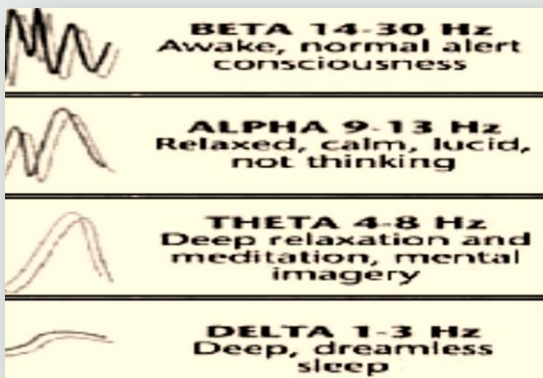 BETA 14-30 Hz
Awake, normal alert
consciousness
ALPHA 9-13 Hz
Relaxed, calm, lucid,
not thinking
THETA 4-8 Hz
Deep relaxation and
meditation, mental
imagery
DELTA 1-3 Hz
Deep, dreamless
sleep